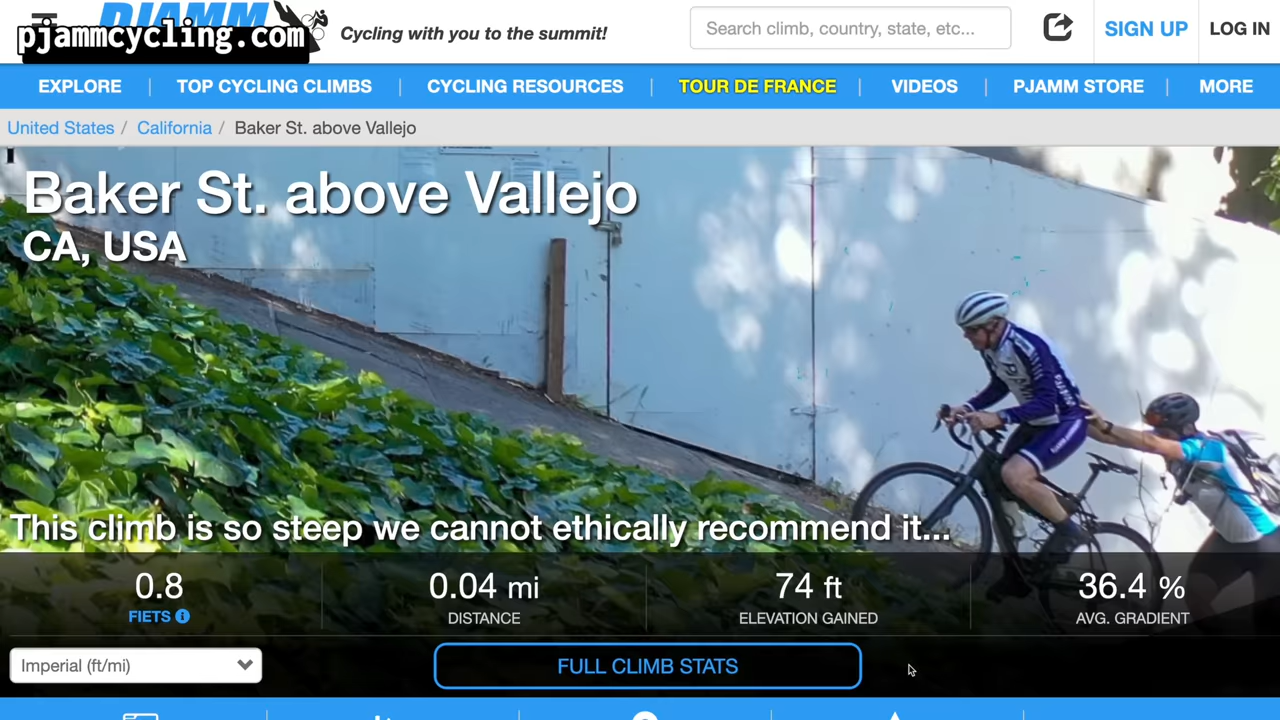 PJAMM
pjammcycling.com
Cycling with you to the summit!
Search climb, country, state, etc...
SIGN UP
LOG IN
EXPLORE
TOP CYCLING CLIMBS
CYCLING RESOURCES
TOUR DE FRANCE
VIDEOS
PJAMM STORE
MORE
United States / California / Baker St. above Vallejo
Baker St. above Vallejo
CA, USA
This climb is so steep we cannot ethically recommend it...
0.8
FIETS
0.04 mi
DISTANCE
74 ft
ELEVATION GAINED
36.4 %
AVG. GRADIENT
Imperial (ft/mi)
FULL CLIMB STATS